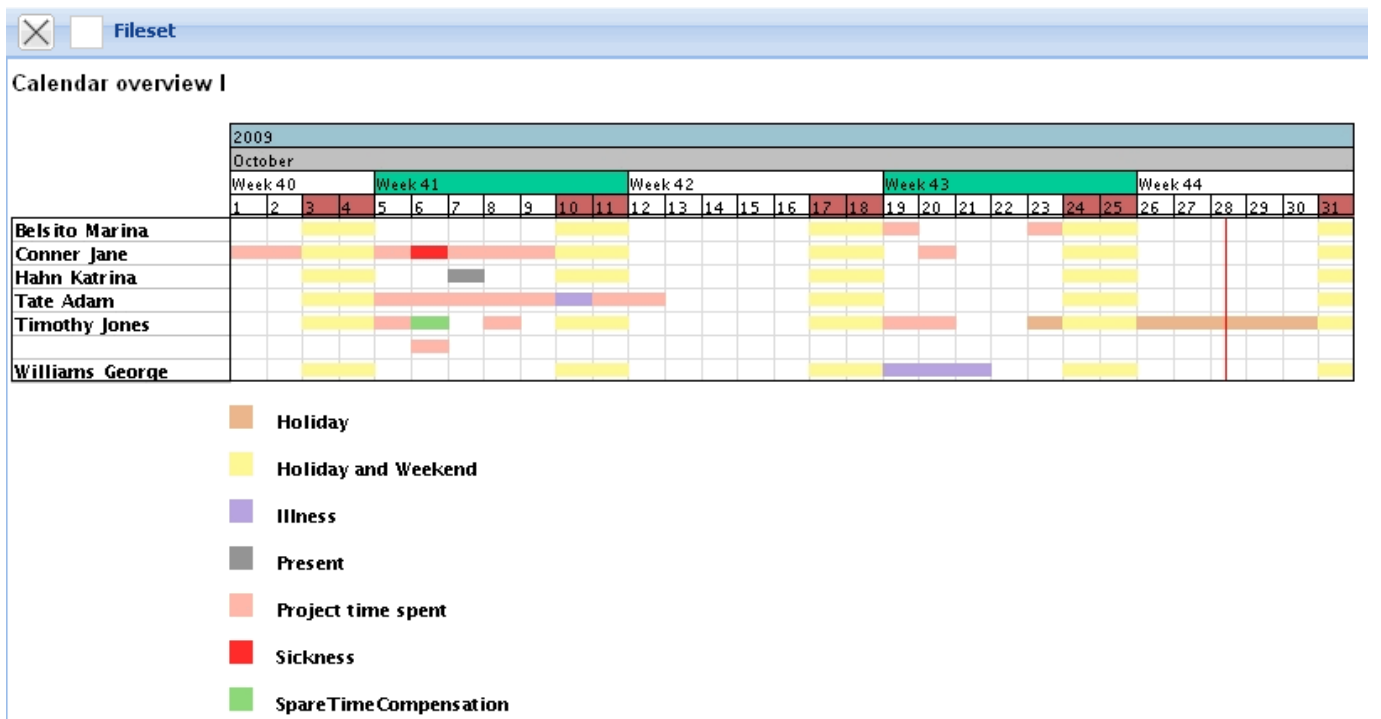 Fileset
Calendar overview I
2009
October
Week 40 Week 41 Week 42 Week 43 Week 44
1 2 3 4 5 6 7 8 9 10 11 12 13 14 15 16 17 18 19 20 21 22 23 24 25 26 27 28 29 30 31
Belsito Marina
Conner Jane
Hahn Katrina
Tate Adam
Timothy Jones
Williams George
Holiday
Holiday and Weekend
Illness
Present
Project time spent
Sickness
SpareTimeCompensation